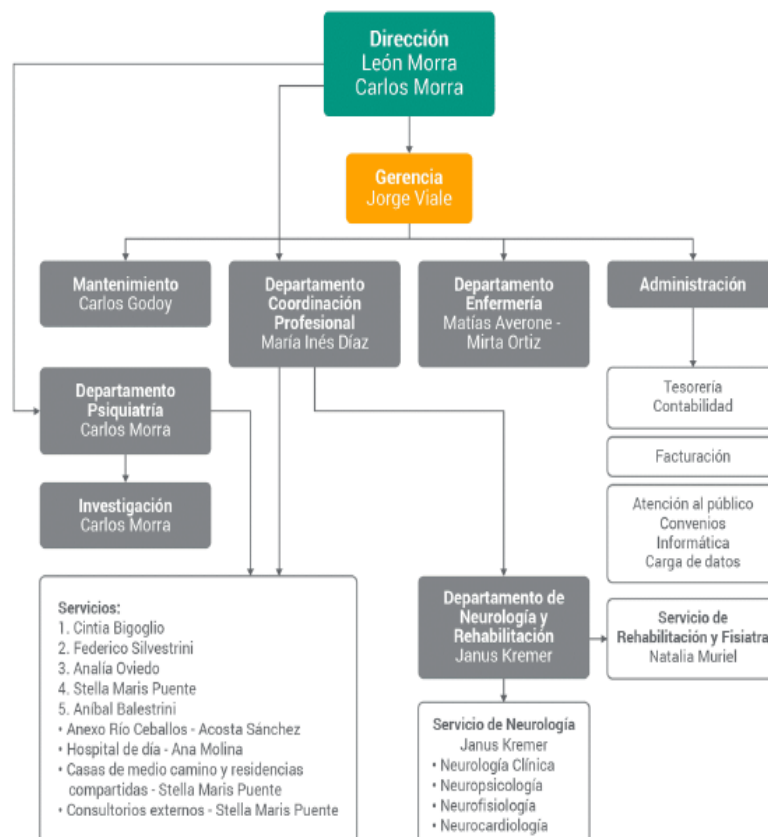 Dirección
León Morra
Carlos Morra
Gerencia
Jorge Viale
Mantenimiento
Carlos Godoy
Departamento
Coordinación
Profesional
María Inés Díaz
Departamento
Enfermería
Matías Averone -
Mirta Ortiz
Administración
Departamento
Psiquiatría
Carlos Morra
Tesorería
Contabilidad
Facturación
Investigación
Carlos Morra
Atención al público
Convenios
Informática
Carga de datos
Servicios:
1. Cintia Bigoglio
2. Federico Silvestrini
3. Analía Oviedo
4. Stella Maris Puente
5. Aníbal Balestrini
• Anexo Río Ceballos - Acosta Sánchez
• Hospital de día - Ana Molina
• Casas de medio camino y residencias
compartidas - Stella Maris Puente
• Consultorios externos - Stella Maris Puente
Departamento de
Neurología y
Rehabilitación
Janus Kremer
Servicio de
Rehabilitación y Fisiatra
Natalia Muriel
Servicio de Neurología
Janus Kremer
• Neurología Clínica
• Neuropsicología
• Neurofisiología
• Neurocardiología